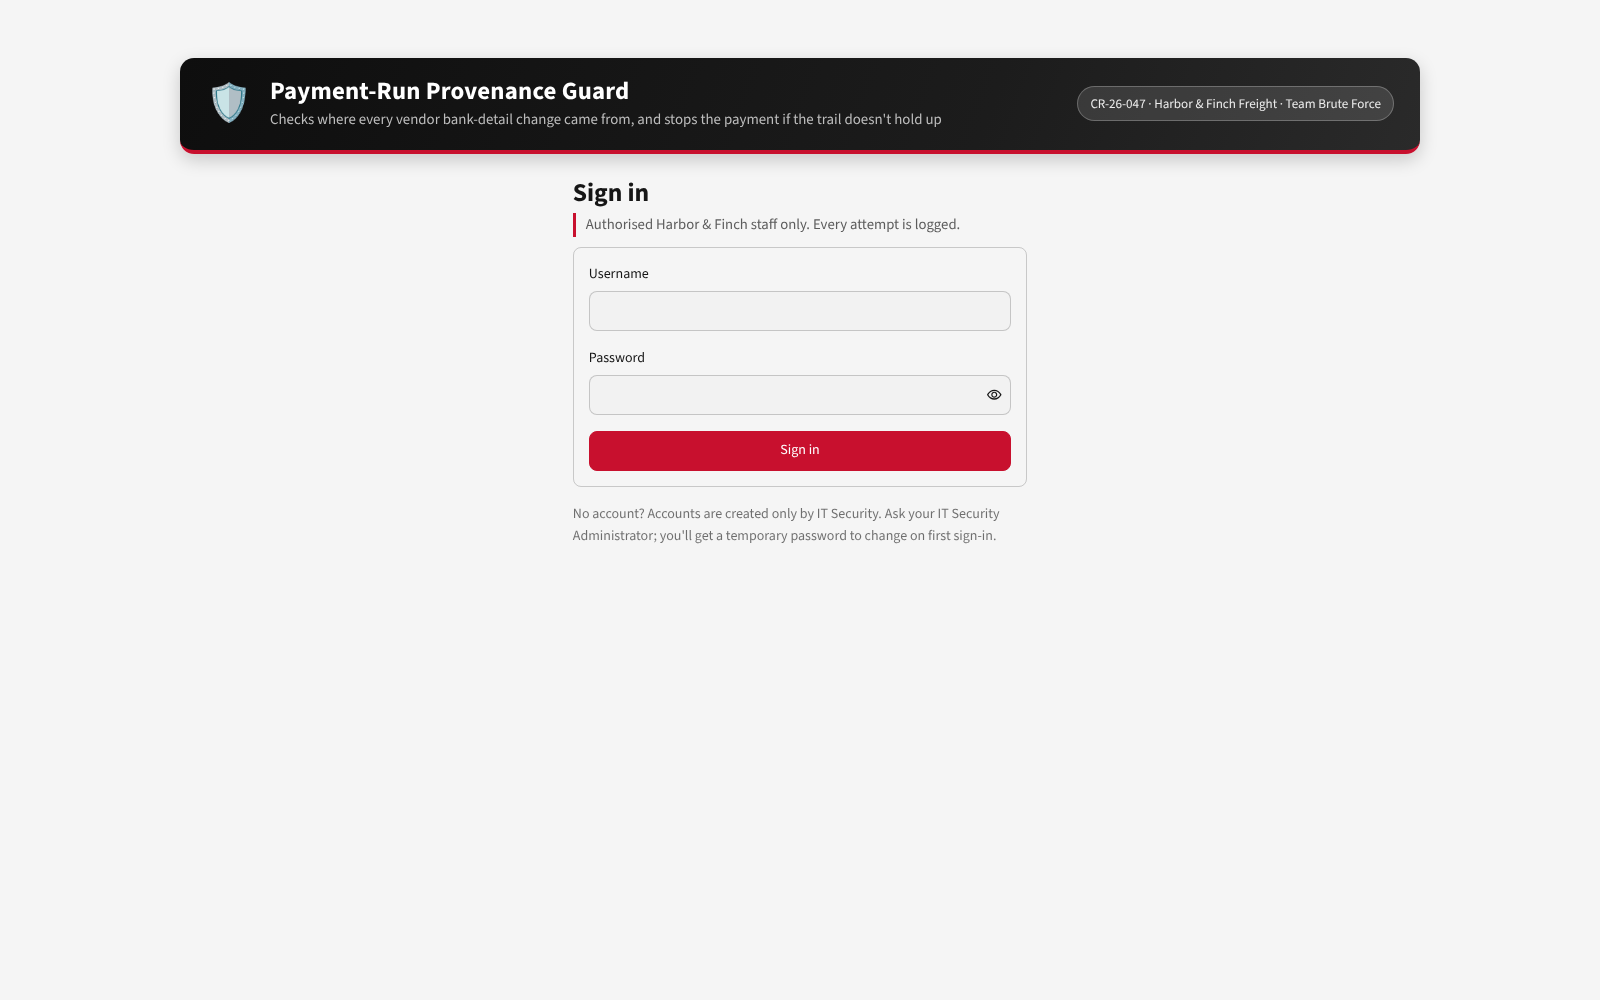 Payment-Run Provenance Guard
Checks where every vendor bank-detail change came from, and stops the payment if the trail doesn't hold up
CR-26-047 · Harbor & Finch Freight · Team Brute Force
Sign in
Authorised Harbor & Finch staff only. Every attempt is logged.
Username
Password
Sign in
No account? Accounts are created only by IT Security. Ask your IT Security
Administrator; you'll get a temporary password to change on first sign-in.